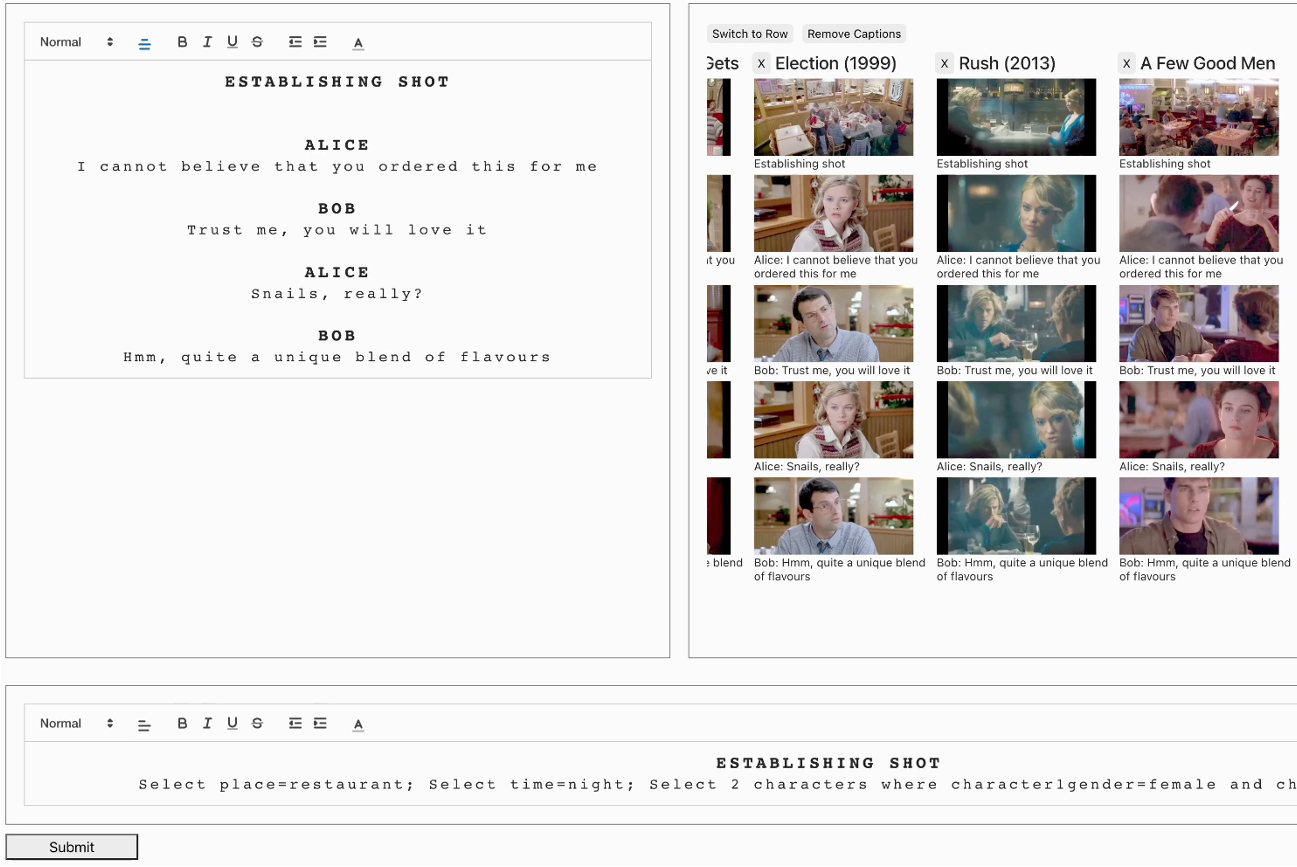 Normal B I U S A
ESTABLISHING SHOT
ALICE
I cannot believe that you ordered this for me
BOB
Trust me, you will love it
ALICE
Snails, really?
BOB
Hmm, quite a unique blend of flavours
Switch to Row Remove Captions
Gets X Election (1999) X Rush (2013) X A Few Good Men
Establishing shot Establishing shot Establishing shot
at you Alice: I cannot believe that you Alice: I cannot believe that you Alice: I cannot believe that you
ordered this for me ordered this for me ordered this for me
ve it Bob: Trust me, you will love it Bob: Trust me, you will love it Bob: Trust me, you will love it
Alice: Snails, really? Alice: Snails, really? Alice: Snails, really?
e blend Bob: Hmm, quite a unique blend Bob: Hmm, quite a unique blend Bob: Hmm, quite a unique blend
of flavours of flavours of flavours
Normal B I U S A
ESTABLISHING SHOT
Select place=restaurant; Select time=night; Select 2 characters where character1gender=female and ch
Submit